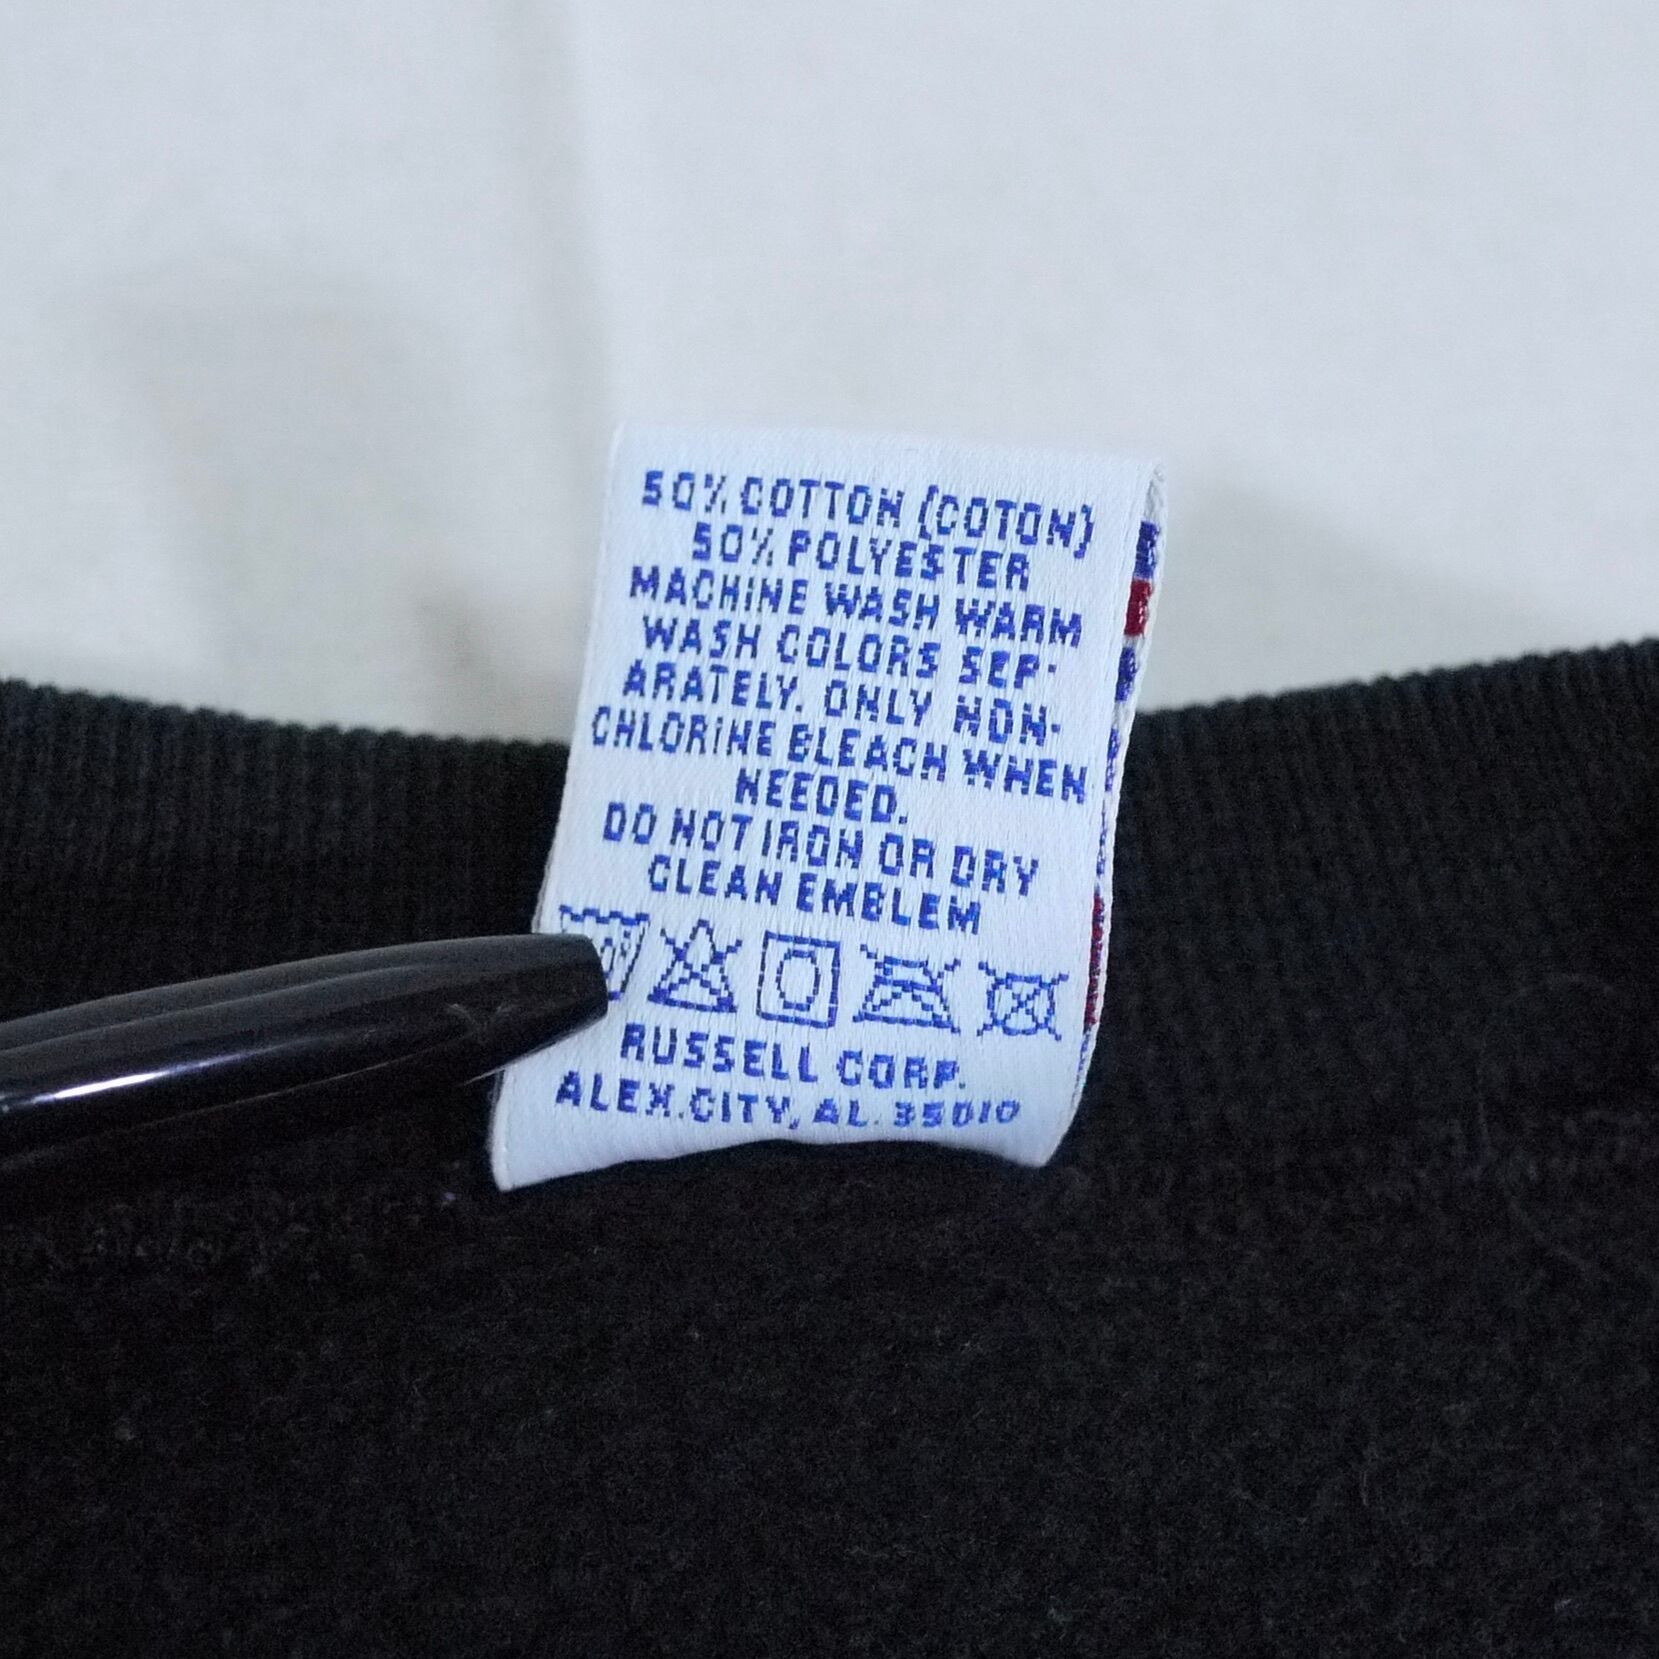 50% COTTON (COTON)
50% POLYESTER
MACHINE WASH WARM
WASH COLORS SEP-
ARATELY. ONLY NON-
CHLORINE BLEACH WHEN
NEEDED.
DO NOT IRON OR DRY
CLEAN EMBLEM
RUSSELL CORP.
ALEX.CITY, AL. 35010